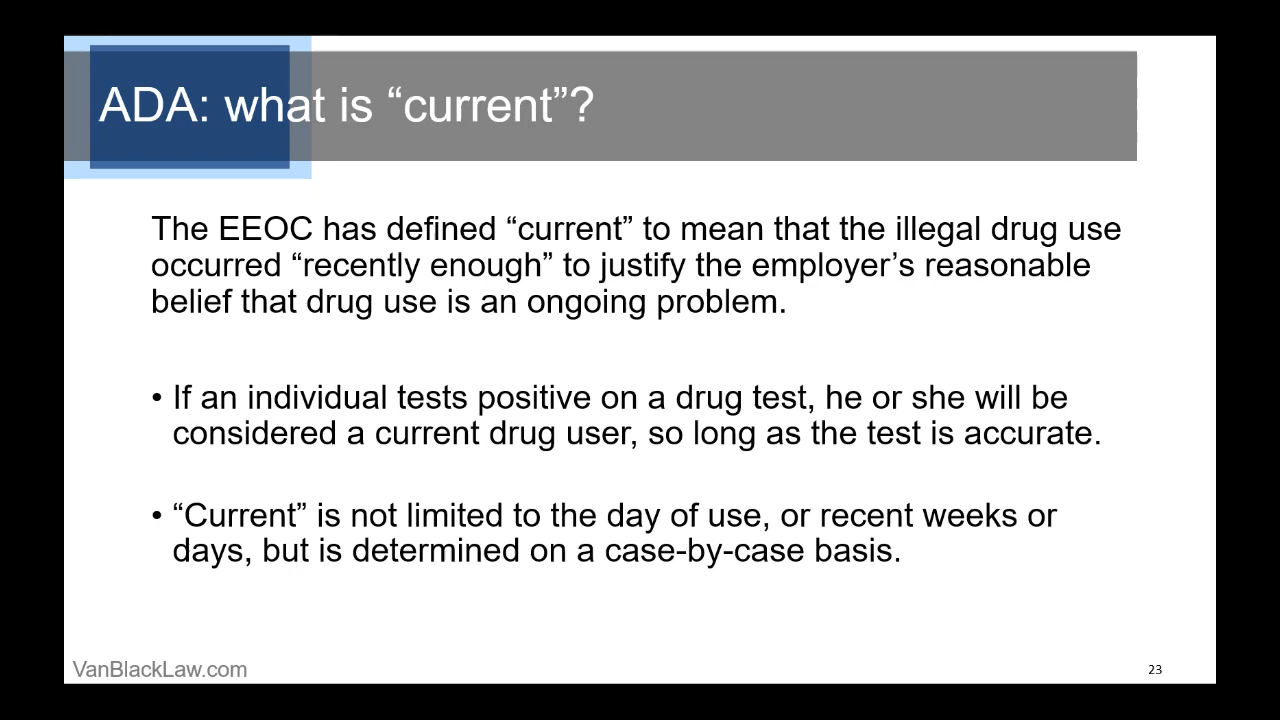 ADA: what is “current”?
The EEOC has defined “current” to mean that the illegal drug use
occurred “recently enough” to justify the employer’s reasonable
belief that drug use is an ongoing problem.
• If an individual tests positive on a drug test, he or she will be
considered a current drug user, so long as the test is accurate.
• “Current” is not limited to the day of use, or recent weeks or
days, but is determined on a case-by-case basis.
VanBlackLaw.com
23